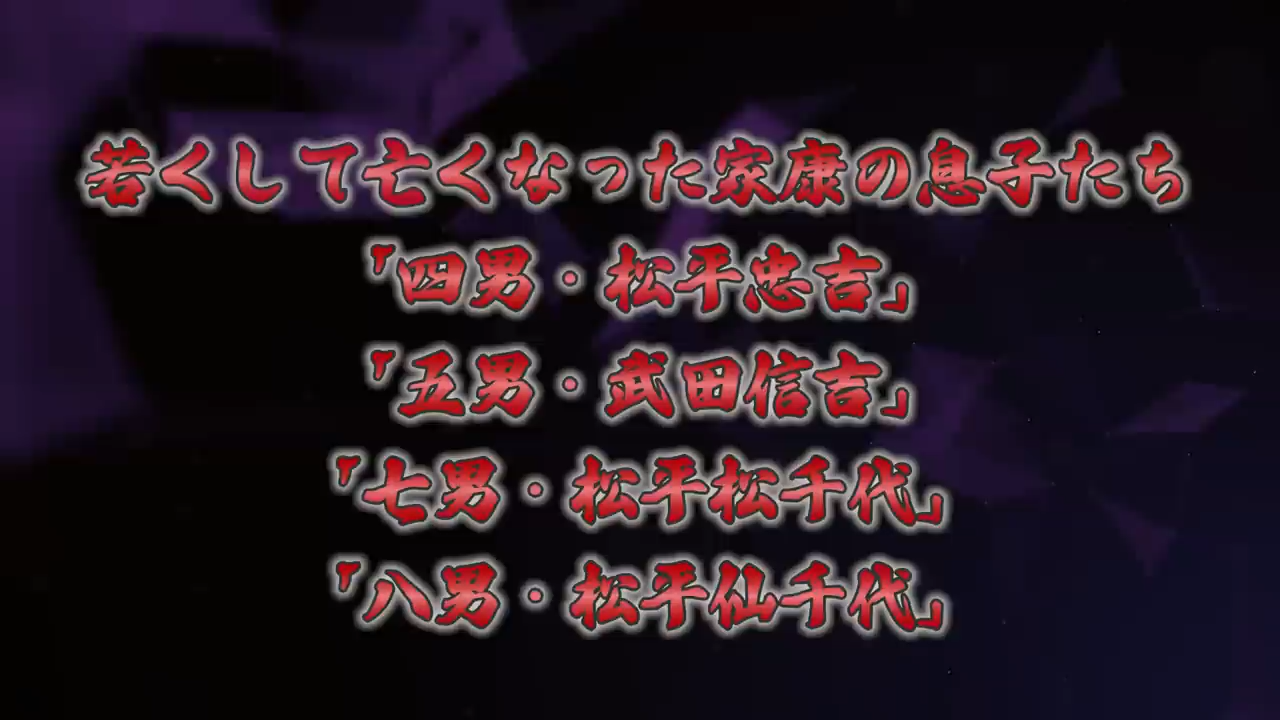 若くして亡くなった家康の息子たち
「四男・松平忠吉」
「五男・武田信吉」
「七男・松平松千代」
「八男・松平仙千代」